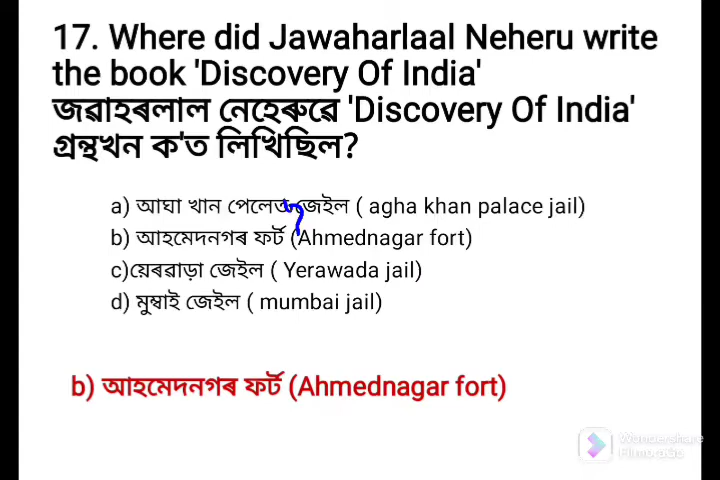 17. Where did Jawaharlaal Neheru write
the book 'Discovery Of India'
জৱাহৰলাল নেহেৰুৱে 'Discovery Of India'
গ্ৰন্থখন ক'ত লিখিছিল?
a) আঘা খান পেলেচ জেইল ( agha khan palace jail)
b) আহমেদনগৰ ফৰ্ট (Ahmednagar fort)
c)য়েৰৱাড়া জেইল ( Yerawada jail)
d) মুম্বাই জেইল ( mumbai jail)
b) আহমেদনগৰ ফৰ্ট (Ahmednagar fort)
Wondershare
FilmoraGo